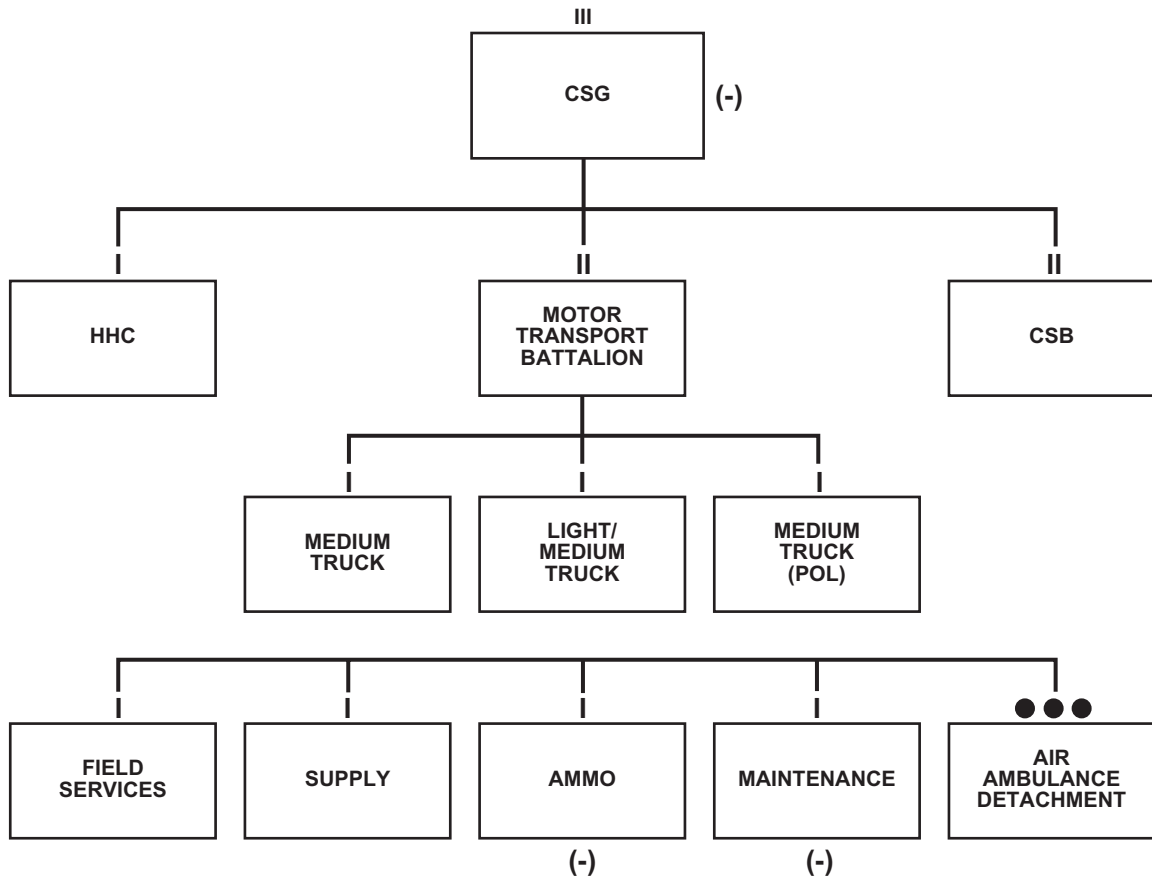 III
CSG
(-)
I
II
II
HHC
MOTOR
TRANSPORT
BATTALION
CSB
I
I
I
MEDIUM
TRUCK
LIGHT/
MEDIUM
TRUCK
MEDIUM
TRUCK
(POL)
I
I
I
I
FIELD
SERVICES
SUPPLY
AMMO
MAINTENANCE
AIR
AMBULANCE
DETACHMENT
(-)
(-)